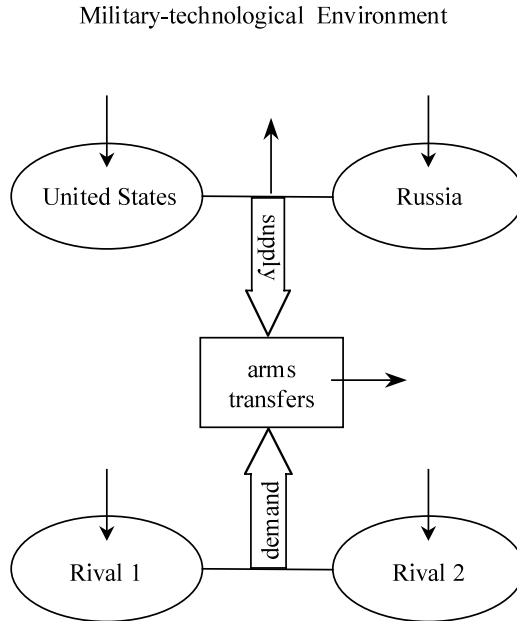 Military-technological Environment
United States
Russia
supply
arms
transfers
demand
Rival 1
Rival 2